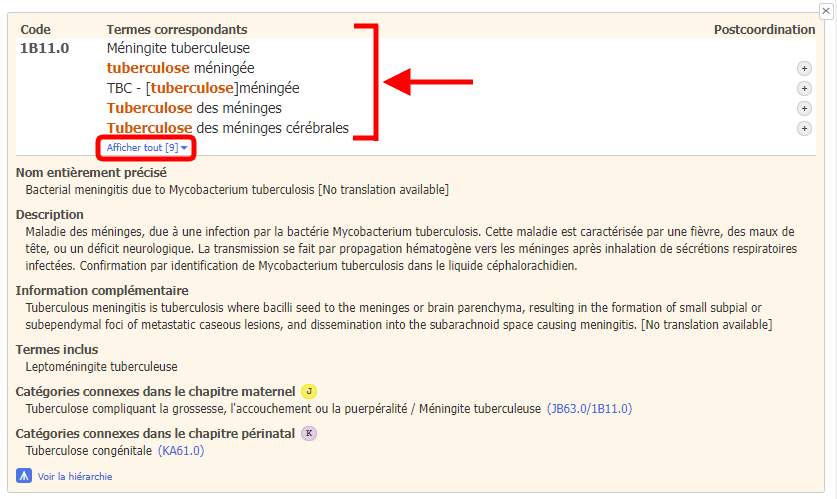 Code Termes correspondants Postcoordination
1B11.0 Méningite tuberculeuse
tuberculose méningée
TBC - [tuberculose]méningée
Tuberculose des méninges
Tuberculose des méninges cérébrales
Afficher tout [9]
Nom entièrement précisé
Bacterial meningitis due to Mycobacterium tuberculosis [No translation available]
Description
Maladie des méninges, due à une infection par la bactérie Mycobacterium tuberculosis. Cette maladie est caractérisée par une fièvre, des maux de
tête, ou un déficit neurologique. La transmission se fait par propagation hématogène vers les méninges après inhalation de sécrétions respiratoires
infectées. Confirmation par identification de Mycobacterium tuberculosis dans le liquide céphalorachidien.
Information complémentaire
Tuberculous meningitis is tuberculosis where bacilli seed to the meninges or brain parenchyma, resulting in the formation of small subpial or
subependymal foci of metastatic caseous lesions, and dissemination into the subarachnoid space causing meningitis. [No translation available]
Termes inclus
Leptoméningite tuberculeuse
Catégories connexes dans le chapitre maternel J
Tuberculose compliquant la grossesse, l'accouchement ou la puerpéralité / Méningite tuberculeuse (JB63.0/1B11.0)
Catégories connexes dans le chapitre périnatal K
Tuberculose congénitale (KA61.0)
Voir la hiérarchie